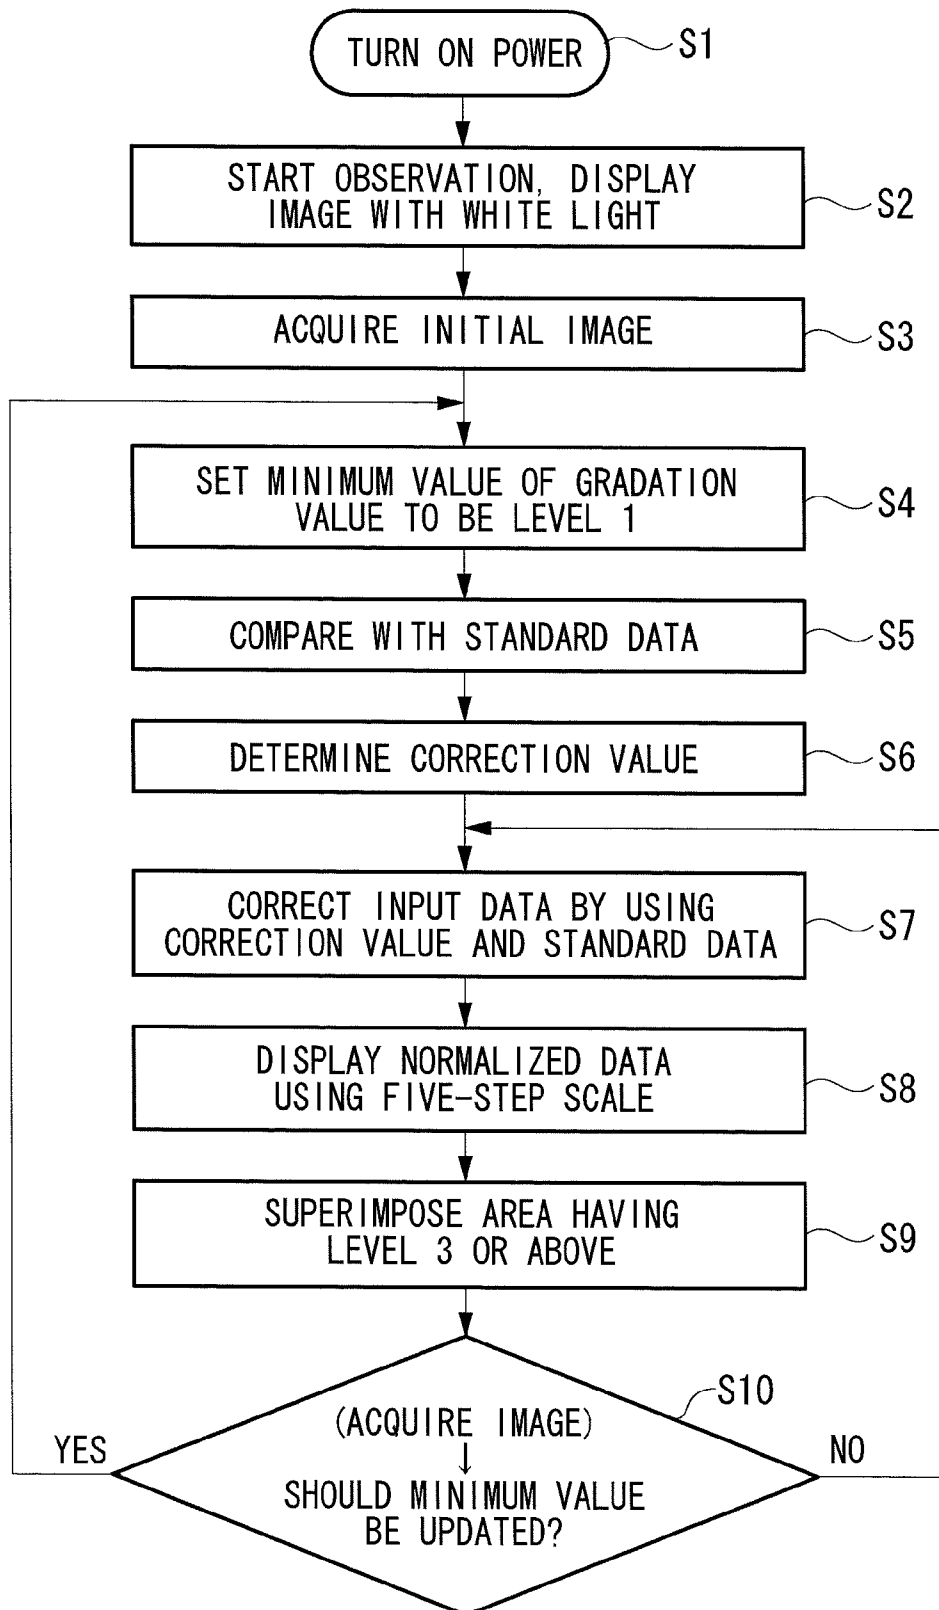 TURN ON POWER
S1
START OBSERVATION, DISPLAY
IMAGE WITH WHITE LIGHT
S2
ACQUIRE INITIAL IMAGE
S3
SET MINIMUM VALUE OF GRADATION
VALUE TO BE LEVEL 1
S4
COMPARE WITH STANDARD DATA
S5
DETERMINE CORRECTION VALUE
S6
CORRECT INPUT DATA BY USING
CORRECTION VALUE AND STANDARD DATA
S7
DISPLAY NORMALIZED DATA
USING FIVE-STEP SCALE
S8
SUPERIMPOSE AREA HAVING
LEVEL 3 OR ABOVE
S9
S10
(ACQUIRE IMAGE)
↓
SHOULD MINIMUM VALUE
BE UPDATED?
YES
NO